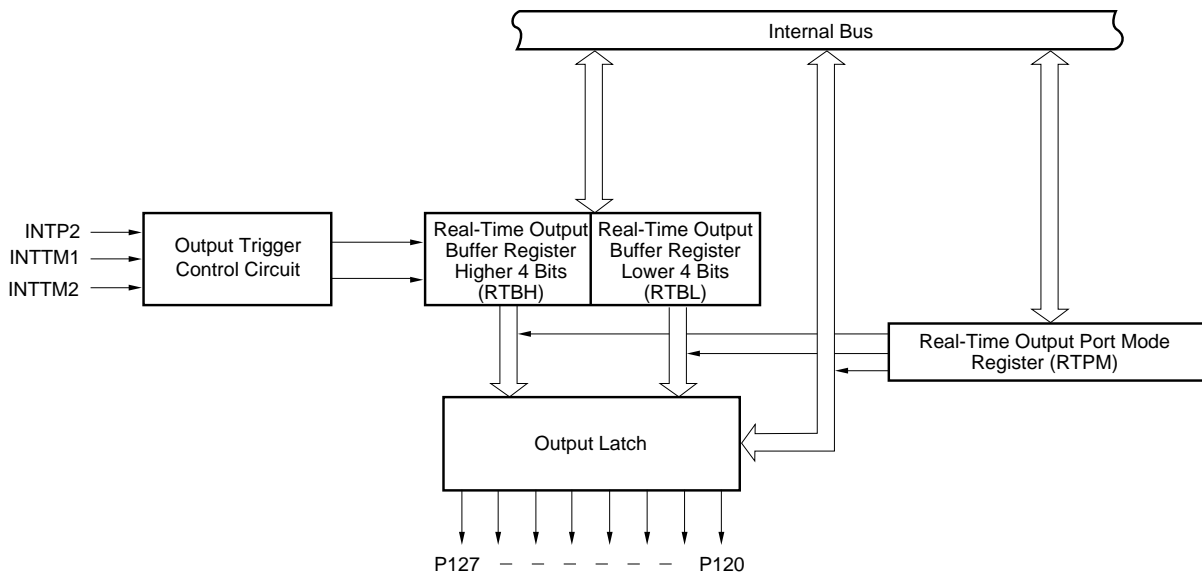 Internal Bus
INTP2
INTTM1
INTTM2
Output Trigger
Control Circuit
Real-Time Output
Buffer Register
Higher 4 Bits
(RTBH)
Real-Time Output
Buffer Register
Lower 4 Bits
(RTBL)
Real-Time Output Port Mode
Register (RTPM)
Output Latch
P127 – – – – – – P120